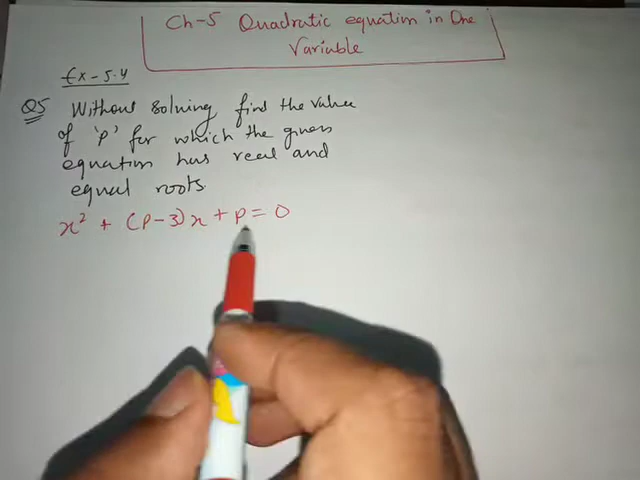 Ch-5 Quadratic equation in One
Variable
Ex-5.4
Q5 Without solving find the value
of 'p' for which the given
equation has real and
equal roots.
x² + (p-3)x + p = 0